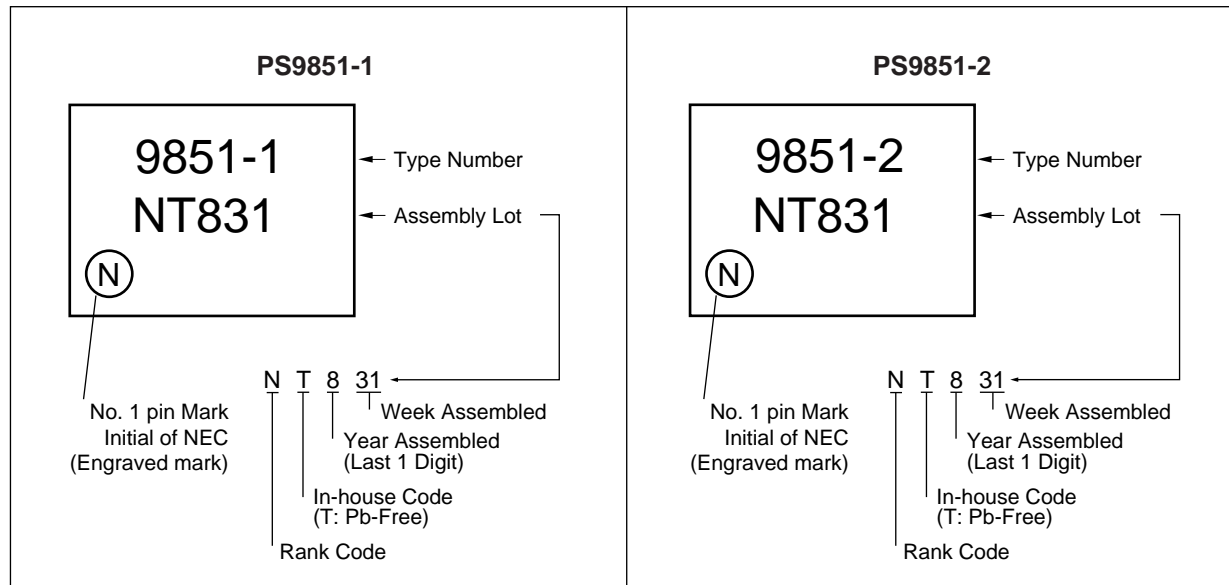 PS9851-1
9851-1
NT831
N
Type Number
Assembly Lot
N T 8 31
No. 1 pin Mark
Initial of NEC
(Engraved mark)
Week Assembled
Year Assembled
(Last 1 Digit)
In-house Code
(T: Pb-Free)
Rank Code
PS9851-2
9851-2
NT831
N
Type Number
Assembly Lot
N T 8 31
No. 1 pin Mark
Initial of NEC
(Engraved mark)
Week Assembled
Year Assembled
(Last 1 Digit)
In-house Code
(T: Pb-Free)
Rank Code